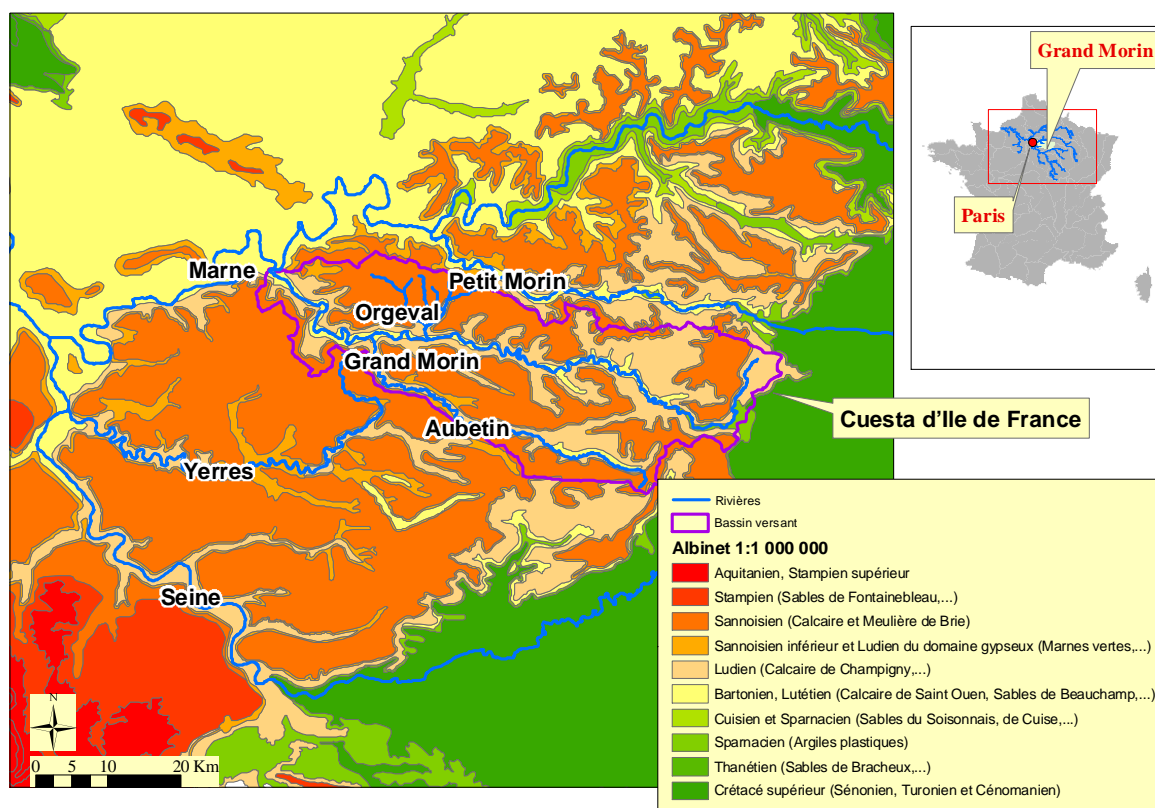 Grand Morin
Paris
Marne
Petit Morin
Orgeval
Grand Morin
Aubetin
Yerres
Seine
Cuesta d'Ile de France
Rivières
Bassin versant
Albinet 1:1 000 000
Aquitanien, Stampien supérieur
Stampien (Sables de Fontainebleau,...)
Sannoisien (Calcaire et Meulière de Brie)
Sannoisien inférieur et Ludien du domaine gypseux (Marnes vertes,...)
Ludien (Calcaire de Champigny,...)
Bartonien, Lutétien (Calcaire de Saint Ouen, Sables de Beauchamp,...)
Cuisien et Sparnacien (Sables du Soisonnais, de Cuise,...)
Sparnacien (Argiles plastiques)
Thanétien (Sables de Bracheux,...)
Crétacé supérieur (Sénonien, Turonien et Cénomanien)
N
0 5 10 20 Km